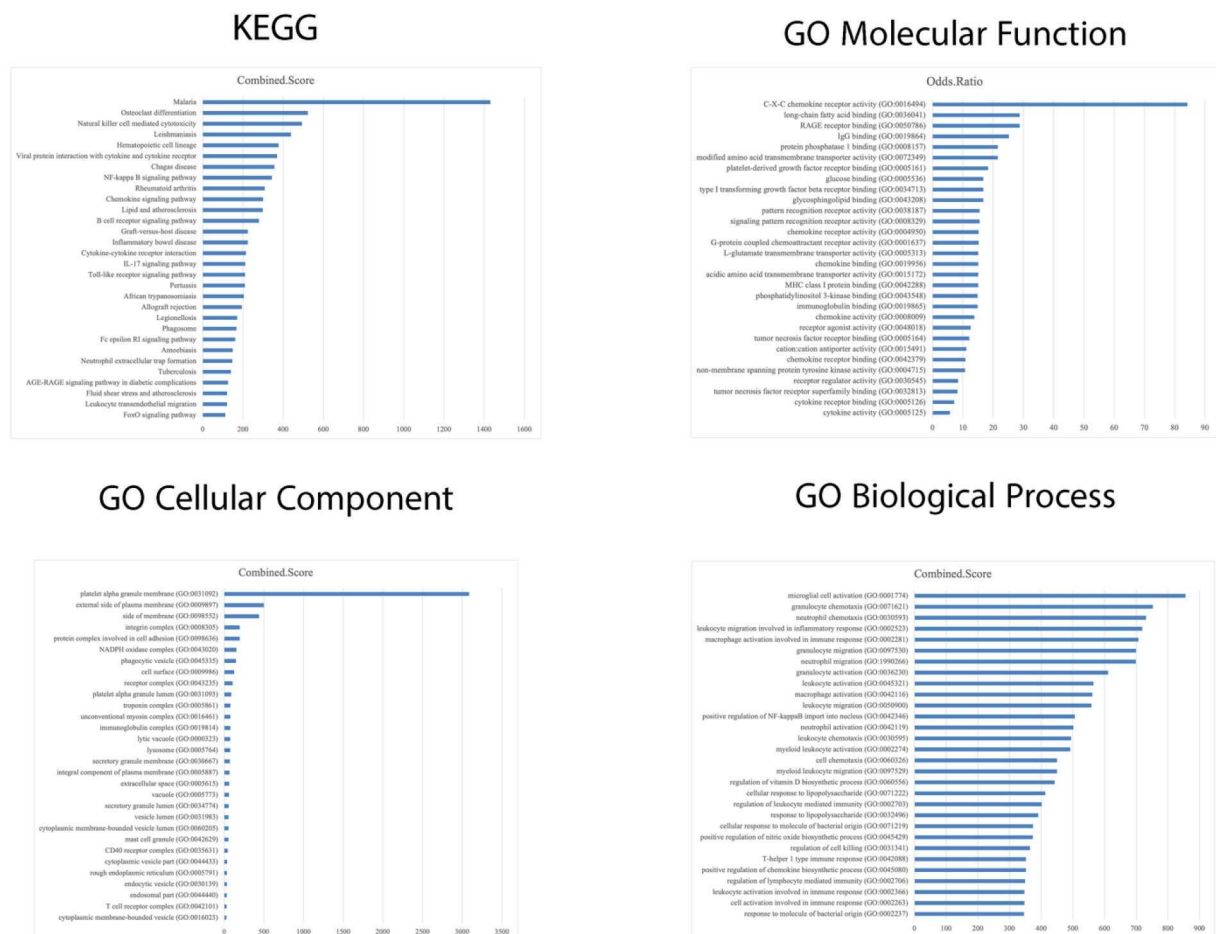 KEGG
Combined.Score
Malaria
Osteoclast differentiation
Natural killer cell mediated cytotoxicity
Leishmaniasis
Hematopoietic cell lineage
Viral protein interaction with cytokine and cytokine receptor
Chagas disease
NF-kappa B signaling pathway
Rheumatoid arthritis
Chemokine signaling pathway
Lipid and atherosclerosis
B cell receptor signaling pathway
Graft-versus-host disease
Inflammatory bowel disease
Cytokine-cytokine receptor interaction
IL-17 signaling pathway
Toll-like receptor signaling pathway
Pertussis
African trypanosomiasis
Allograft rejection
Legionellosis
Phagosome
Fc epsilon RI signaling pathway
Amoebiasis
Neutrophil extracellular trap formation
Tuberculosis
AGE-RAGE signaling pathway in diabetic complications
Fluid shear stress and atherosclerosis
Leukocyte transendothelial migration
FoxO signaling pathway
0 200 400 600 800 1000 1200 1400 1600
GO Molecular Function
Odds.Ratio
C-X-C chemokine receptor activity (GO:0016494)
long-chain fatty acid binding (GO:0036041)
RAGE receptor binding (GO:0050786)
IgG binding (GO:0019864)
protein phosphatase 1 binding (GO:0008157)
modified amino acid transmembrane transporter activity (GO:0072349)
platelet-derived growth factor receptor binding (GO:0005161)
glucose binding (GO:0005536)
type I transforming growth factor beta receptor binding (GO:0034713)
glycosphingolipid binding (GO:0043208)
pattern recognition receptor activity (GO:0038187)
signaling pattern recognition receptor activity (GO:0008329)
chemokine receptor activity (GO:0004950)
G-protein coupled chemoattractant receptor activity (GO:0001637)
L-glutamate transmembrane transporter activity (GO:0005313)
chemokine binding (GO:0019956)
acidic amino acid transmembrane transporter activity (GO:0015172)
MHC class I protein binding (GO:0042288)
phosphatidylinositol 3-kinase binding (GO:0043548)
immunoglobulin binding (GO:0019865)
chemokine activity (GO:0008009)
receptor agonist activity (GO:0048018)
tumor necrosis factor receptor binding (GO:0005164)
cation:cation antiporter activity (GO:0015491)
chemokine receptor binding (GO:0042379)
non-membrane spanning protein tyrosine kinase activity (GO:0004715)
receptor regulator activity (GO:0030545)
tumor necrosis factor receptor superfamily binding (GO:0032813)
cytokine receptor binding (GO:0005126)
cytokine activity (GO:0005125)
0 10 20 30 40 50 60 70 80 90
GO Cellular Component
Combined.Score
platelet alpha granule membrane (GO:0031092)
external side of plasma membrane (GO:0009897)
side of membrane (GO:0098552)
integrin complex (GO:0008305)
protein complex involved in cell adhesion (GO:0098636)
NADPH oxidase complex (GO:0043020)
phagocytic vesicle (GO:0045335)
cell surface (GO:0009986)
receptor complex (GO:0043235)
platelet alpha granule lumen (GO:0031093)
troponin complex (GO:0005861)
unconventional myosin complex (GO:0016461)
immunoglobulin complex (GO:0019814)
lytic vacuole (GO:0000323)
lysosome (GO:0005764)
secretory granule membrane (GO:0030667)
integral component of plasma membrane (GO:0005887)
extracellular space (GO:0005615)
vacuole (GO:0005773)
secretory granule lumen (GO:0034774)
vesicle lumen (GO:0031983)
cytoplasmic membrane-bounded vesicle lumen (GO:0060205)
mast cell granule (GO:0042629)
CD40 receptor complex (GO:0035631)
cytoplasmic vesicle part (GO:0044433)
rough endoplasmic reticulum (GO:0005791)
endocytic vesicle (GO:0030139)
endosomal part (GO:0044440)
T cell receptor complex (GO:0042101)
cytoplasmic membrane-bounded vesicle (GO:0016023)
0 500 1000 1500 2000 2500 3000 3500
GO Biological Process
Combined.Score
microglial cell activation (GO:0001774)
granulocyte chemotaxis (GO:0071621)
neutrophil chemotaxis (GO:0030593)
leukocyte migration involved in inflammatory response (GO:0002523)
macrophage activation involved in immune response (GO:0002281)
granulocyte migration (GO:0097530)
neutrophil migration (GO:1990266)
granulocyte activation (GO:0036230)
leukocyte activation (GO:0045321)
macrophage activation (GO:0042116)
leukocyte migration (GO:0050900)
positive regulation of NF-kappaB import into nucleus (GO:0042346)
neutrophil activation (GO:0042119)
leukocyte chemotaxis (GO:0030595)
myeloid leukocyte activation (GO:0002274)
cell chemotaxis (GO:0060326)
myeloid leukocyte migration (GO:0097529)
regulation of vitamin D biosynthetic process (GO:0060556)
cellular response to lipopolysaccharide (GO:0071222)
regulation of leukocyte mediated immunity (GO:0002703)
response to lipopolysaccharide (GO:0032496)
cellular response to molecule of bacterial origin (GO:0071219)
positive regulation of nitric oxide biosynthetic process (GO:0045429)
regulation of cell killing (GO:0031341)
T-helper 1 type immune response (GO:0042088)
positive regulation of chemokine biosynthetic process (GO:0045080)
regulation of lymphocyte mediated immunity (GO:0002706)
leukocyte activation involved in immune response (GO:0002366)
cell activation involved in immune response (GO:0002263)
response to molecule of bacterial origin (GO:0002237)
0 100 200 300 400 500 600 700 800 900